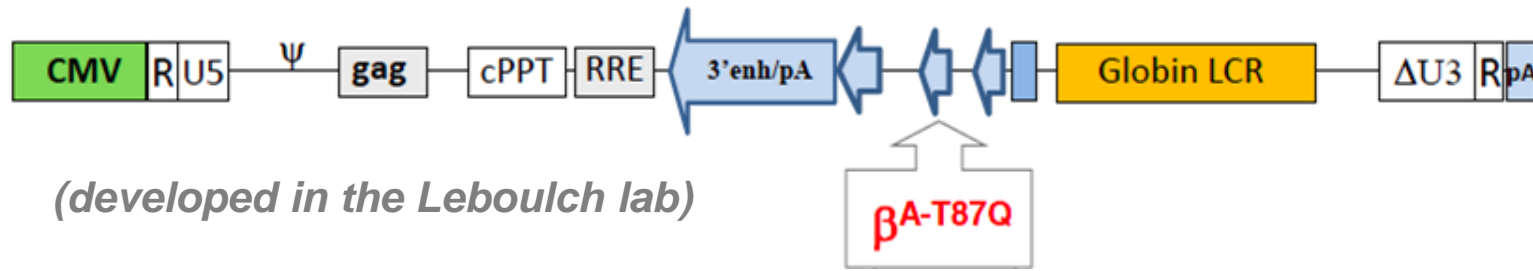 CMV R U5 ψ gag cPPT RRE 3'enh/pA Globin LCR ΔU3 R pA
(developed in the Leboulch lab)
βA-T87Q